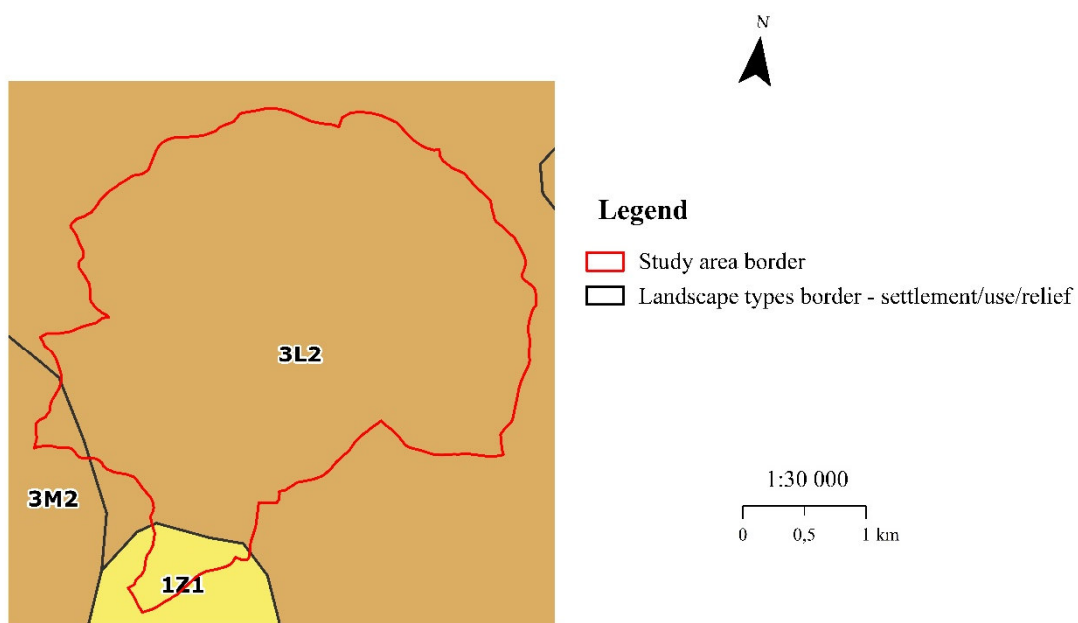 N
3L2
3M2
1Z1
Legend
Study area border
Landscape types border - settlement/use/relief
1:30 000
0 0,5 1 km